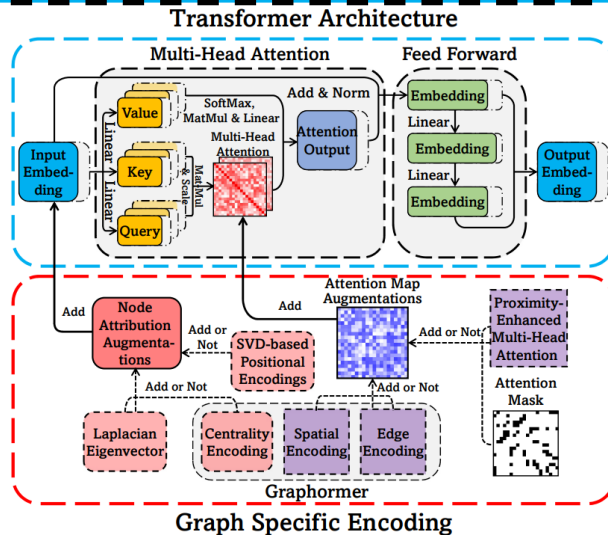 Transformer Architecture
Multi-Head Attention
Feed Forward
Value
Key
Query
Linear
Linear
Input
Embed-
ding
MatMul
& Scale
SoftMax,
MatMul & Linear
Multi-Head
Attention
Add & Norm
Attention
Output
Embedding
Linear
Embedding
Linear
Embedding
Output
Embed-
ding
Add
Node
Attribution
Augmenta-
tions
Add or
Not
SVD-based
Positional
Encodings
Add or Not
Laplacian
Eigenvector
Centrality
Encoding
Spatial
Encoding
Edge
Encoding
Graphormer
Add
Attention Map
Augmentations
Add or Not
Add or Not
Proximity-
Enhanced
Multi-Head
Attention
Attention
Mask
Graph Specific Encoding